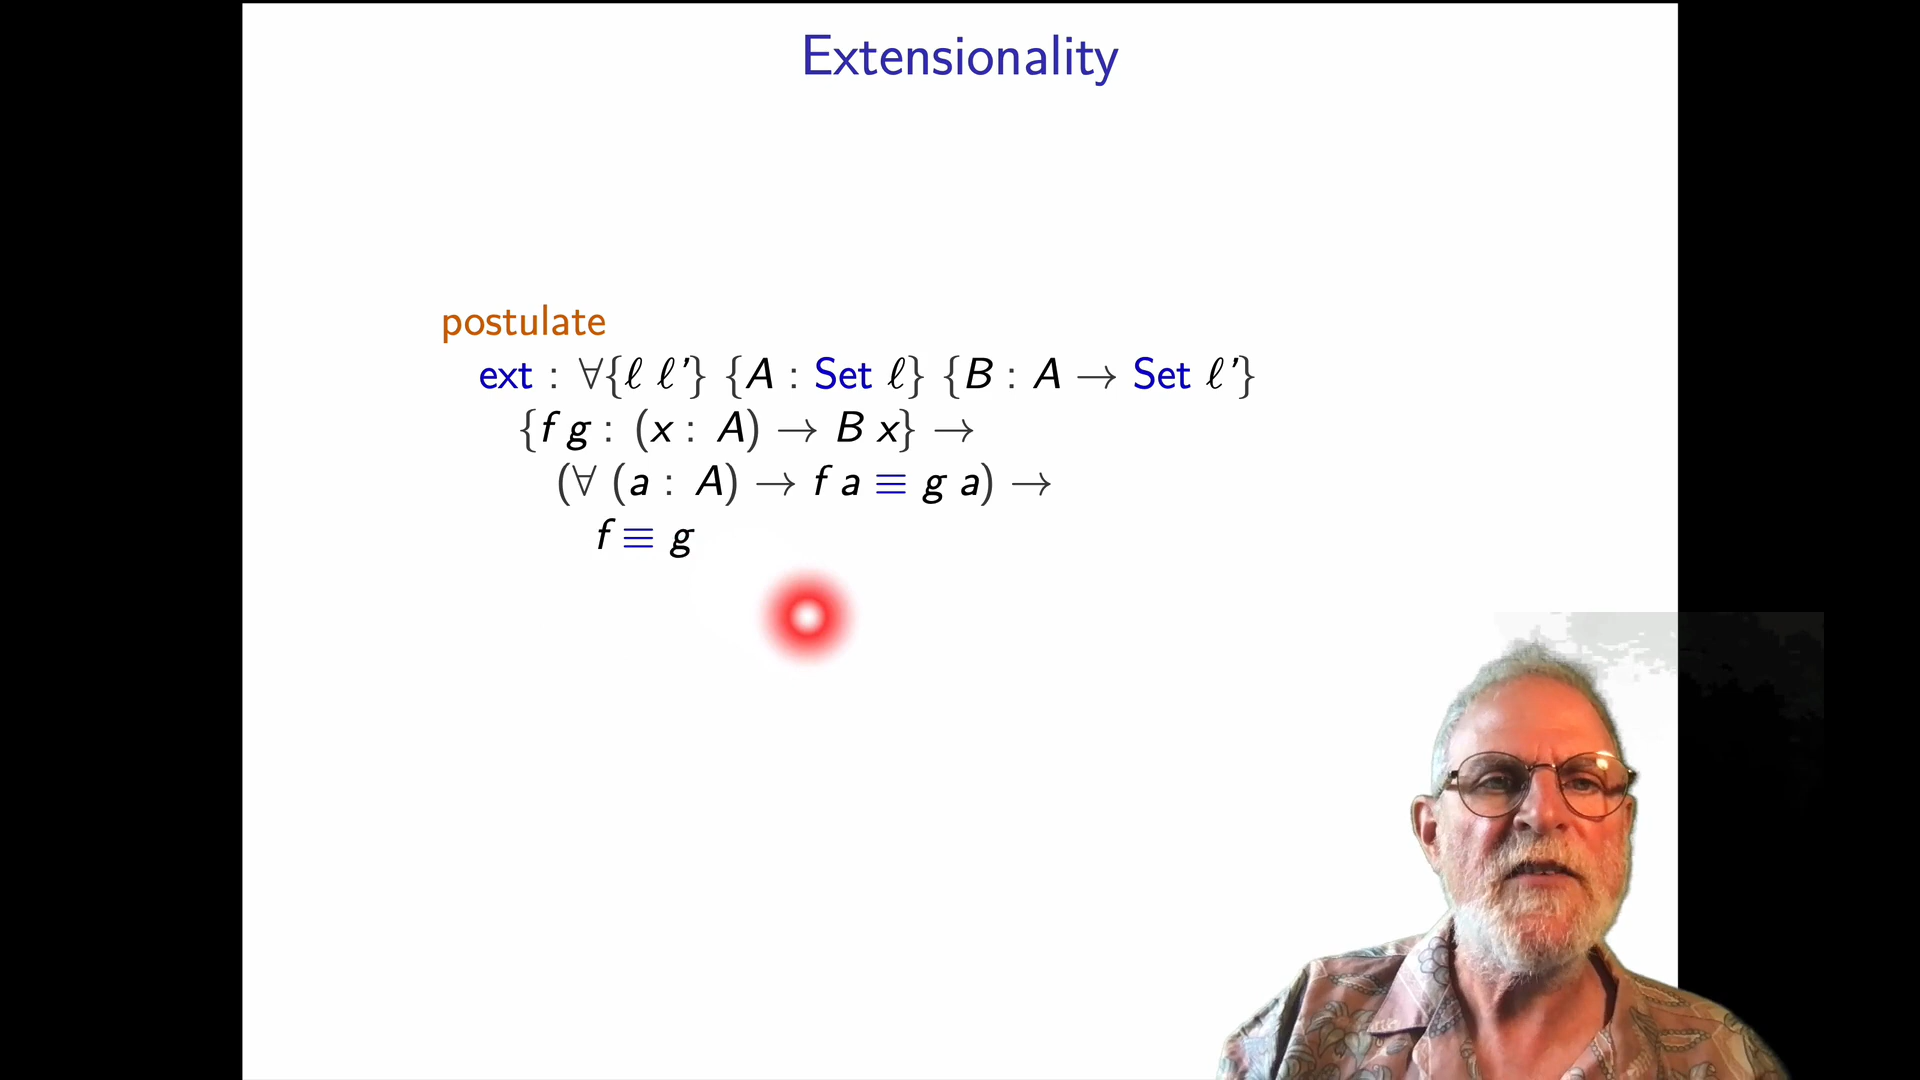 Extensionality
postulate
ext : ∀{ℓ ℓ'} {A : Set ℓ} {B : A → Set ℓ'}
{f g : (x : A) → B x} →
(∀ (a : A) → f a ≡ g a) →
f ≡ g